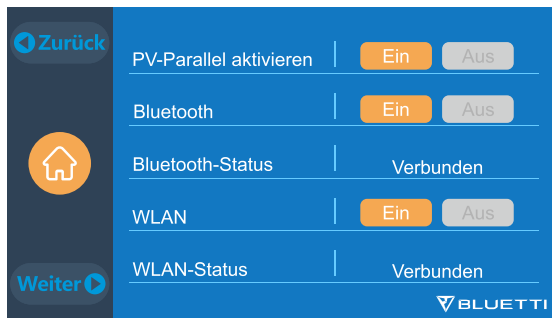 Zurück
PV-Parallel aktivieren Ein Aus
Bluetooth Ein Aus
Bluetooth-Status Verbunden
WLAN Ein Aus
WLAN-Status Verbunden
Weiter
BLUETTI